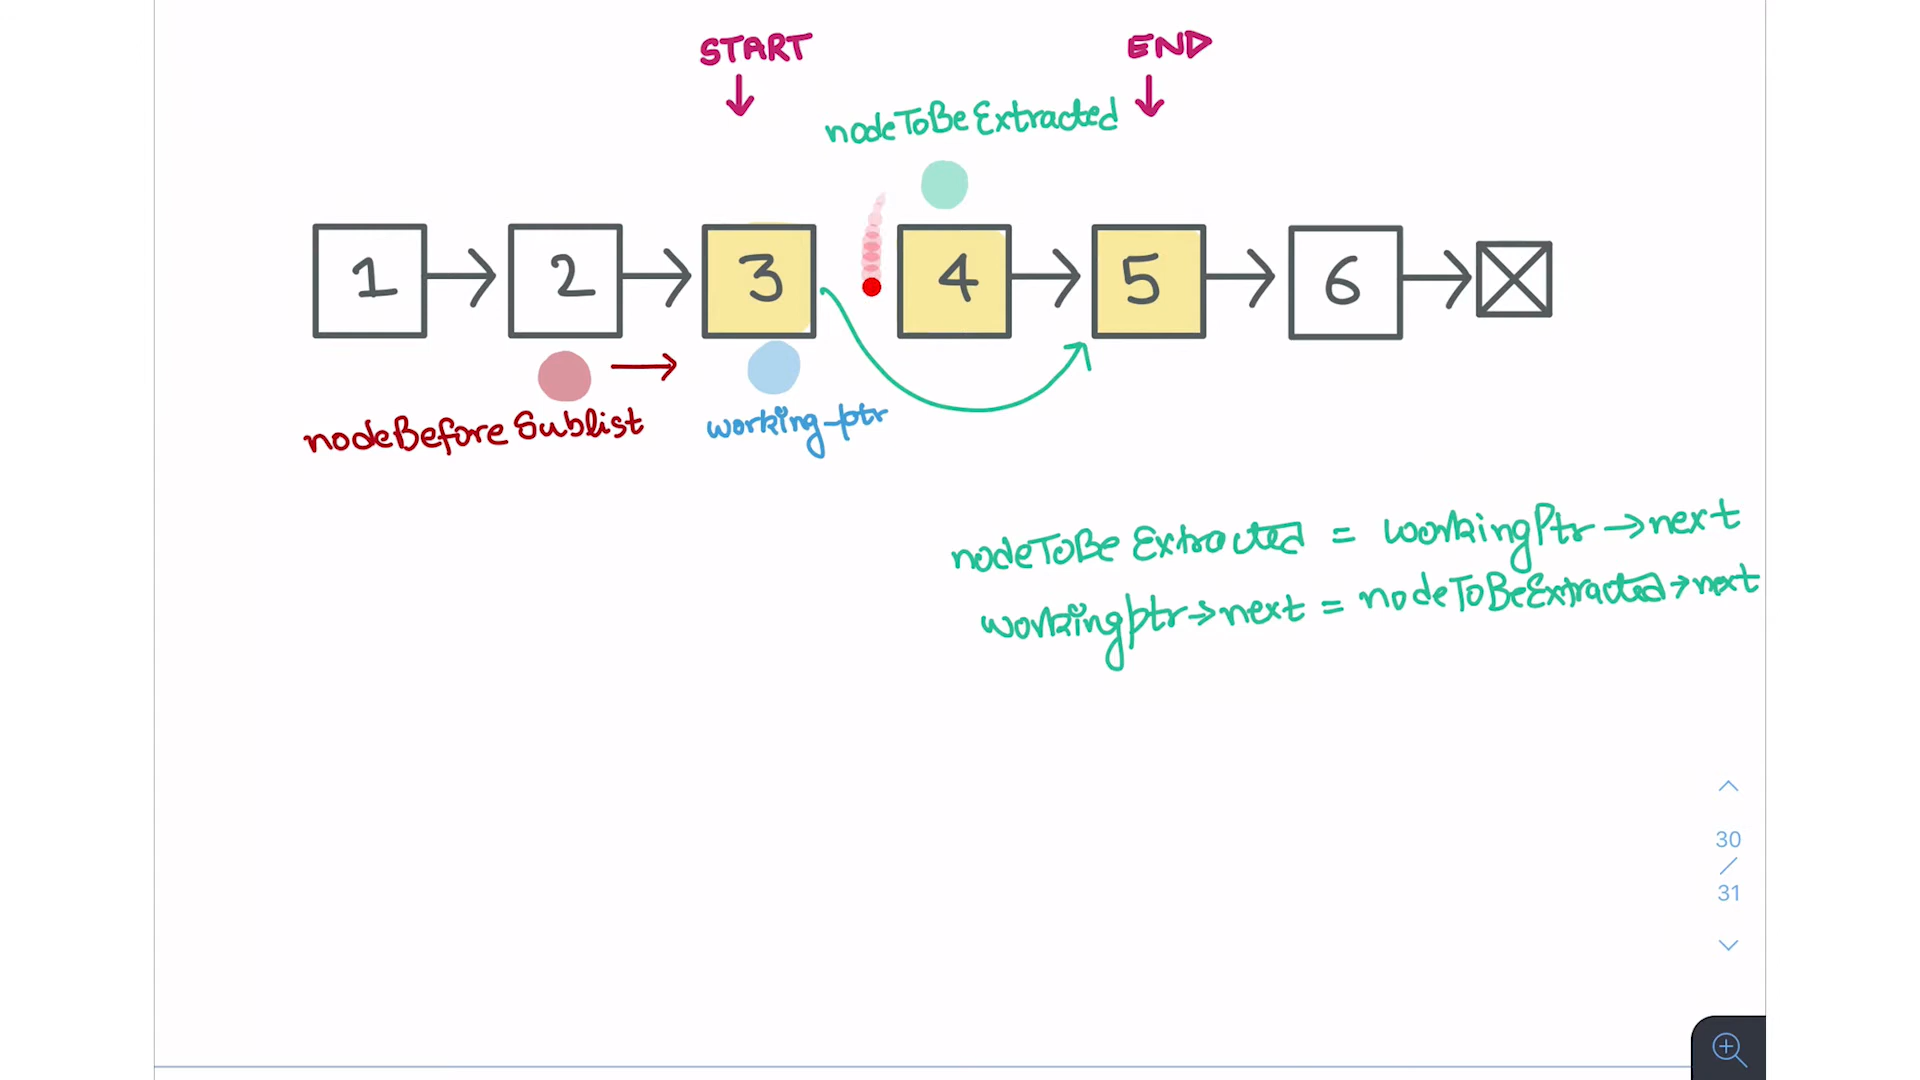 START
END
nodeToBeExtracted
1
2
3
4
5
6
nodeBeforeSublist
working-ptr
nodeToBeExtracted = workingPtr→next
workingptr→next = nodeToBeExtracted→next
30
/
31